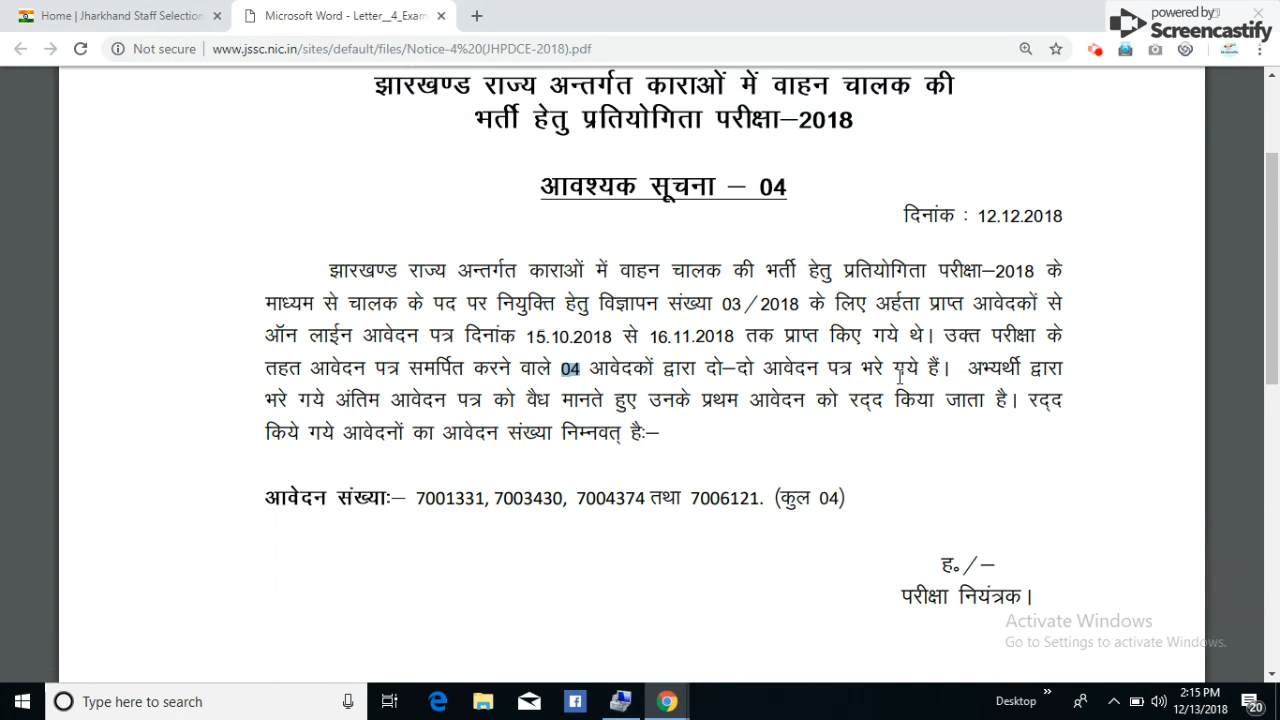 Home | Jharkhand Staff Selection
Microsoft Word - Letter__4_Exam
powered by
Screencastify
Not secure
www.jssc.nic.in/sites/default/files/Notice-4%20(JHPDCE-2018).pdf
झारखण्ड राज्य अन्तर्गत काराओं में वाहन चालक की
भर्ती हेतु प्रतियोगिता परीक्षा–2018
आवश्यक सूचना – 04
दिनांक : 12.12.2018
झारखण्ड राज्य अन्तर्गत काराओं में वाहन चालक की भर्ती हेतु प्रतियोगिता परीक्षा–2018 के
माध्यम से चालक के पद पर नियुक्ति हेतु विज्ञापन संख्या 03/2018 के लिए अर्हता प्राप्त आवेदकों से
ऑन लाईन आवेदन पत्र दिनांक 15.10.2018 से 16.11.2018 तक प्राप्त किए गये थे। उक्त परीक्षा के
तहत आवेदन पत्र समर्पित करने वाले 04 आवेदकों द्वारा दो–दो आवेदन पत्र भरे गये हैं। अभ्यर्थी द्वारा
भरे गये अंतिम आवेदन पत्र को वैध मानते हुए उनके प्रथम आवेदन को रद्द किया जाता है। रद्द
किये गये आवेदनों का आवेदन संख्या निम्नवत् है:–
आवेदन संख्या:– 7001331, 7003430, 7004374 तथा 7006121. (कुल 04)
ह०/–
परीक्षा नियंत्रक।
Activate Windows
Go to Settings to activate Windows.
Type here to search
Desktop
2:15 PM
12/13/2018
20